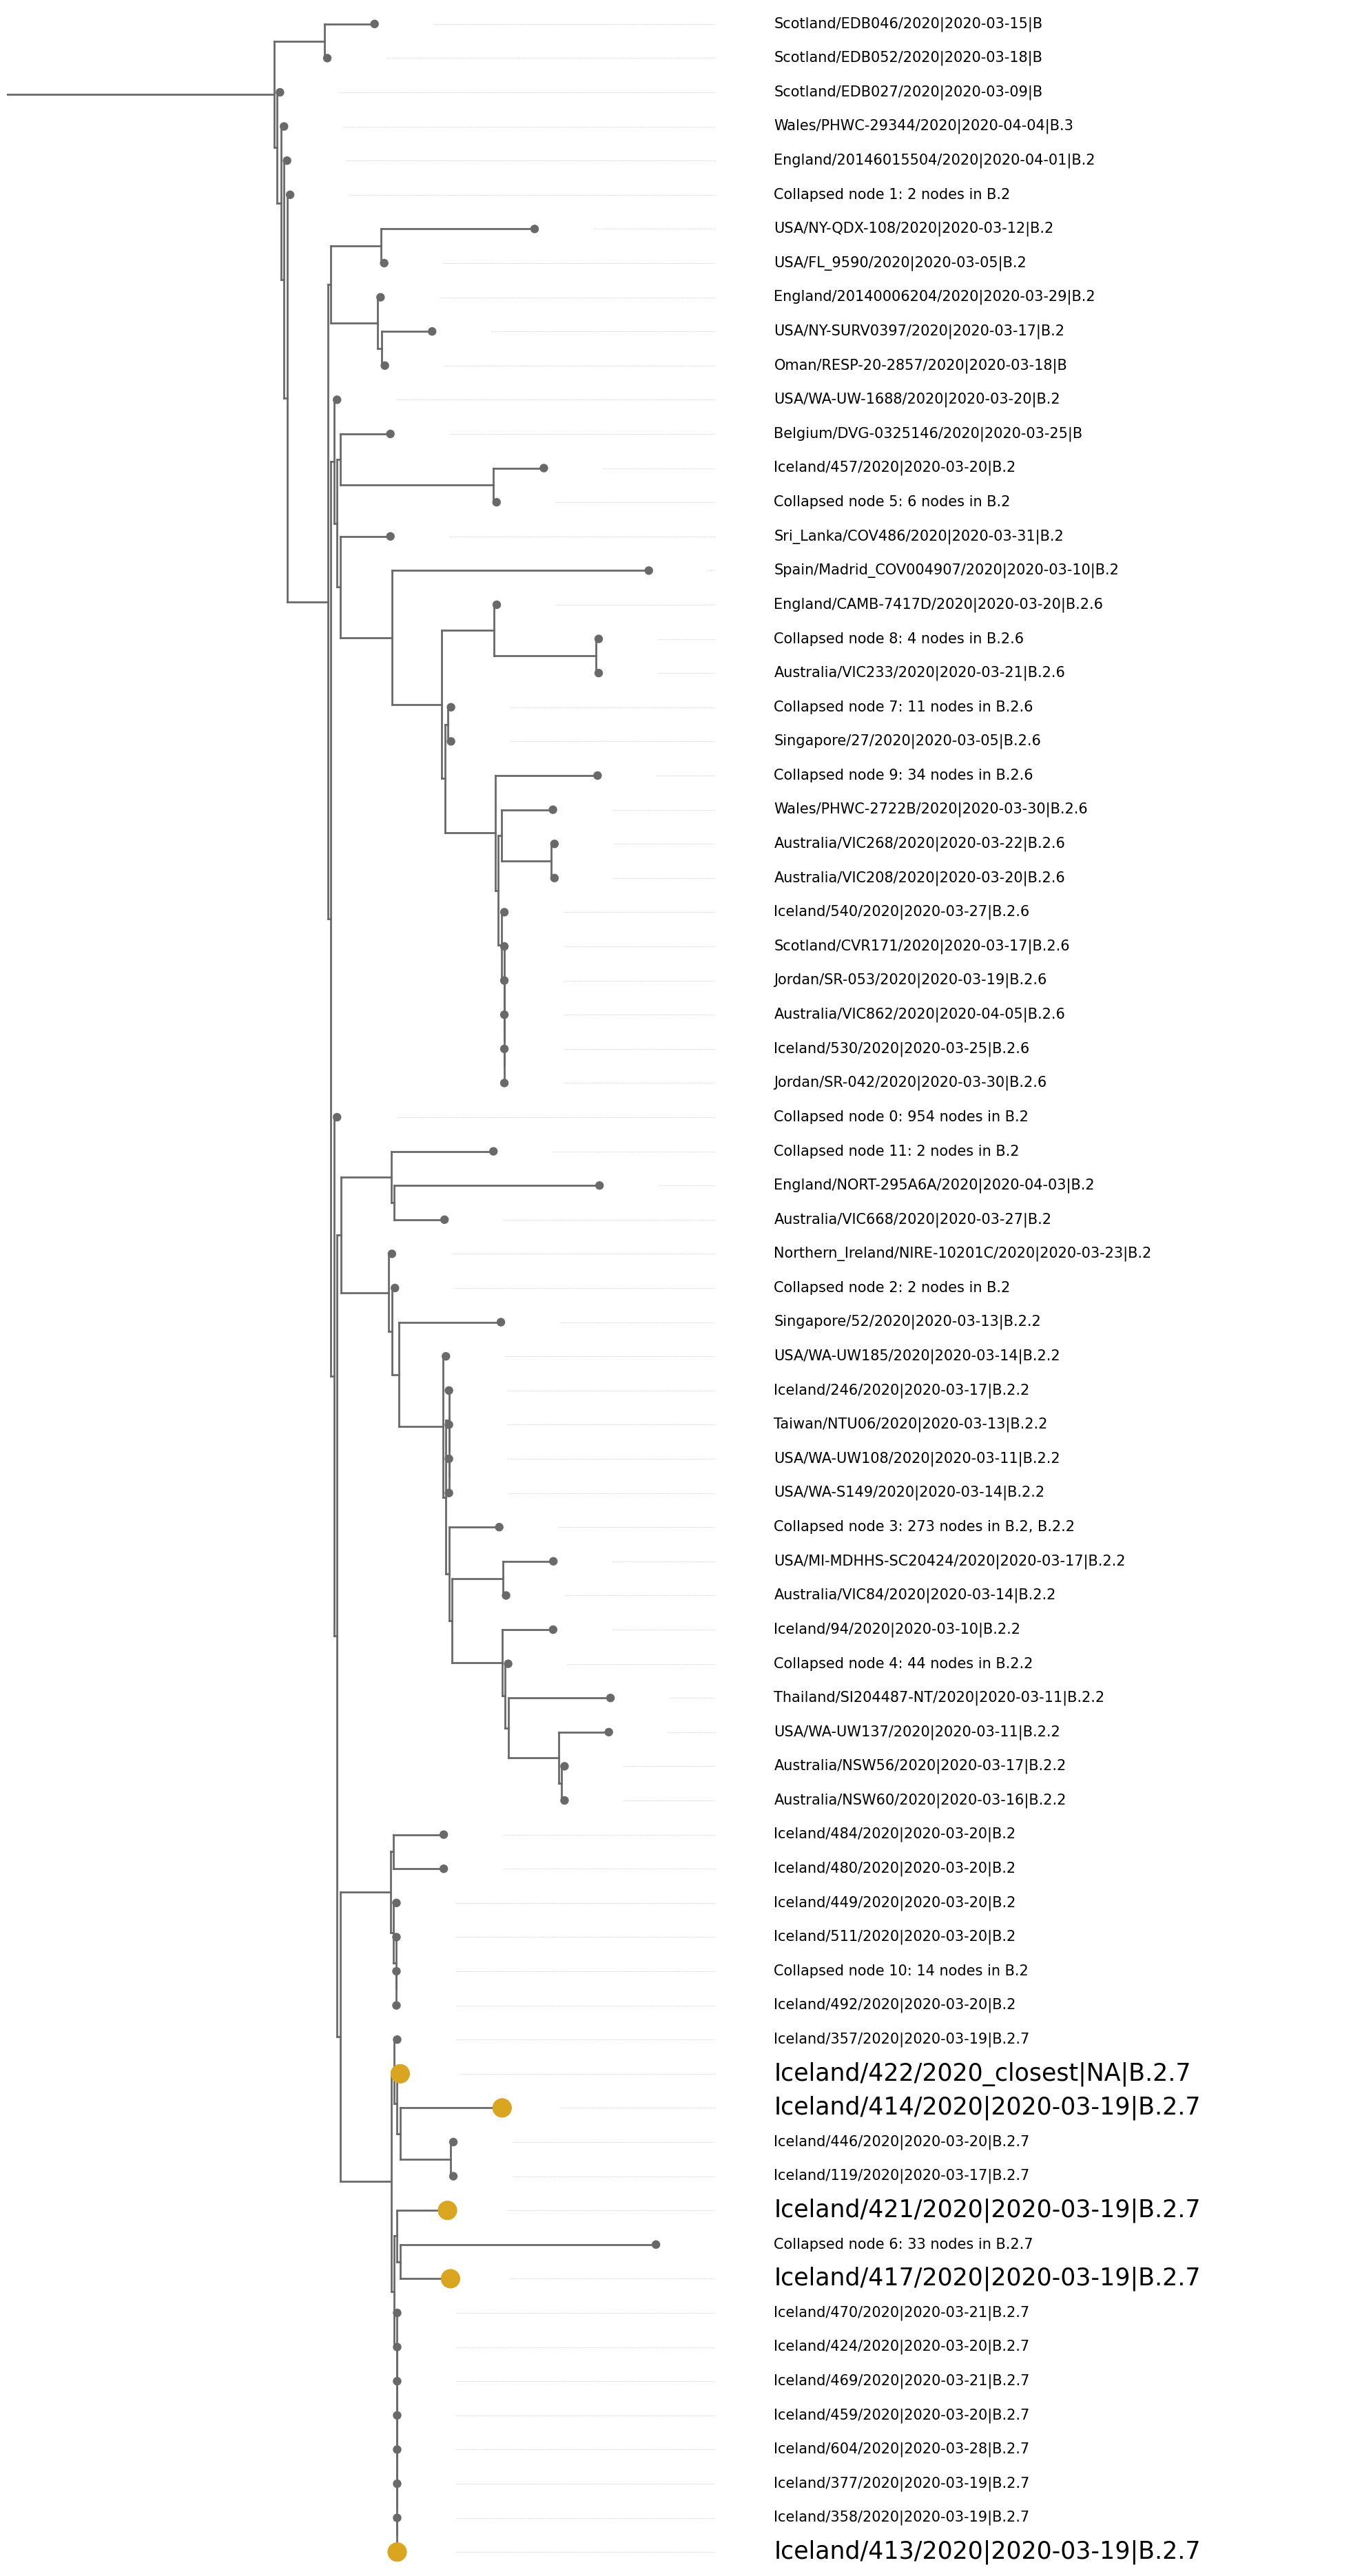 Scotland/EDB046/2020|2020-03-15|B
Scotland/EDB052/2020|2020-03-18|B
Scotland/EDB027/2020|2020-03-09|B
Wales/PHWC-29344/2020|2020-04-04|B.3
England/20146015504/2020|2020-04-01|B.2
Collapsed node 1: 2 nodes in B.2
USA/NY-QDX-108/2020|2020-03-12|B.2
USA/FL_9590/2020|2020-03-05|B.2
England/20140006204/2020|2020-03-29|B.2
USA/NY-SURV0397/2020|2020-03-17|B.2
Oman/RESP-20-2857/2020|2020-03-18|B
USA/WA-UW-1688/2020|2020-03-20|B.2
Belgium/DVG-0325146/2020|2020-03-25|B
Iceland/457/2020|2020-03-20|B.2
Collapsed node 5: 6 nodes in B.2
Sri_Lanka/COV486/2020|2020-03-31|B.2
Spain/Madrid_COV004907/2020|2020-03-10|B.2
England/CAMB-7417D/2020|2020-03-20|B.2.6
Collapsed node 8: 4 nodes in B.2.6
Australia/VIC233/2020|2020-03-21|B.2.6
Collapsed node 7: 11 nodes in B.2.6
Singapore/27/2020|2020-03-05|B.2.6
Collapsed node 9: 34 nodes in B.2.6
Wales/PHWC-2722B/2020|2020-03-30|B.2.6
Australia/VIC268/2020|2020-03-22|B.2.6
Australia/VIC208/2020|2020-03-20|B.2.6
Iceland/540/2020|2020-03-27|B.2.6
Scotland/CVR171/2020|2020-03-17|B.2.6
Jordan/SR-053/2020|2020-03-19|B.2.6
Australia/VIC862/2020|2020-04-05|B.2.6
Iceland/530/2020|2020-03-25|B.2.6
Jordan/SR-042/2020|2020-03-30|B.2.6
Collapsed node 0: 954 nodes in B.2
Collapsed node 11: 2 nodes in B.2
England/NORT-295A6A/2020|2020-04-03|B.2
Australia/VIC668/2020|2020-03-27|B.2
Northern_Ireland/NIRE-10201C/2020|2020-03-23|B.2
Collapsed node 2: 2 nodes in B.2
Singapore/52/2020|2020-03-13|B.2.2
USA/WA-UW185/2020|2020-03-14|B.2.2
Iceland/246/2020|2020-03-17|B.2.2
Taiwan/NTU06/2020|2020-03-13|B.2.2
USA/WA-UW108/2020|2020-03-11|B.2.2
USA/WA-S149/2020|2020-03-14|B.2.2
Collapsed node 3: 273 nodes in B.2, B.2.2
USA/MI-MDHHS-SC20424/2020|2020-03-17|B.2.2
Australia/VIC84/2020|2020-03-14|B.2.2
Iceland/94/2020|2020-03-10|B.2.2
Collapsed node 4: 44 nodes in B.2.2
Thailand/SI204487-NT/2020|2020-03-11|B.2.2
USA/WA-UW137/2020|2020-03-11|B.2.2
Australia/NSW56/2020|2020-03-17|B.2.2
Australia/NSW60/2020|2020-03-16|B.2.2
Iceland/484/2020|2020-03-20|B.2
Iceland/480/2020|2020-03-20|B.2
Iceland/449/2020|2020-03-20|B.2
Iceland/511/2020|2020-03-20|B.2
Collapsed node 10: 14 nodes in B.2
Iceland/492/2020|2020-03-20|B.2
Iceland/357/2020|2020-03-19|B.2.7
Iceland/422/2020_closest|NA|B.2.7
Iceland/414/2020|2020-03-19|B.2.7
Iceland/446/2020|2020-03-20|B.2.7
Iceland/119/2020|2020-03-17|B.2.7
Iceland/421/2020|2020-03-19|B.2.7
Collapsed node 6: 33 nodes in B.2.7
Iceland/417/2020|2020-03-19|B.2.7
Iceland/470/2020|2020-03-21|B.2.7
Iceland/424/2020|2020-03-20|B.2.7
Iceland/469/2020|2020-03-21|B.2.7
Iceland/459/2020|2020-03-20|B.2.7
Iceland/604/2020|2020-03-28|B.2.7
Iceland/377/2020|2020-03-19|B.2.7
Iceland/358/2020|2020-03-19|B.2.7
Iceland/413/2020|2020-03-19|B.2.7